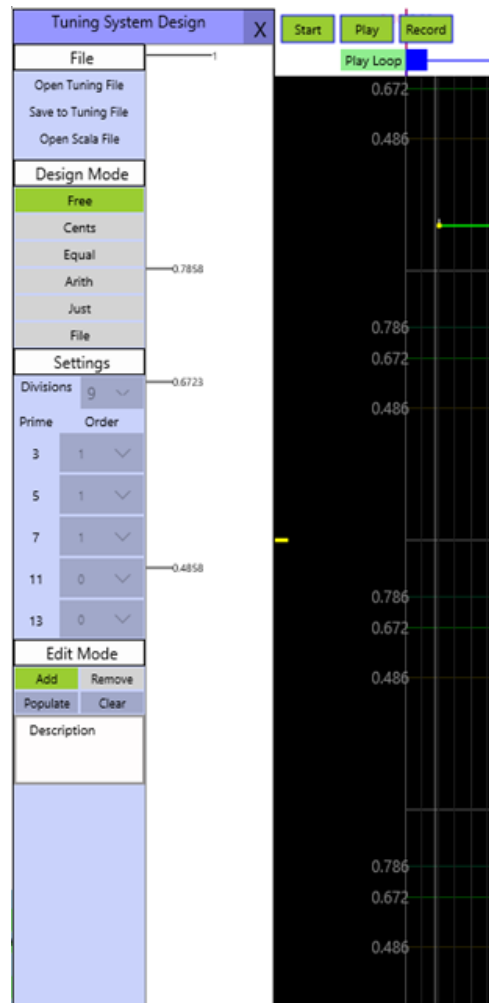 Tuning System Design X
File
Open Tuning File
Save to Tuning File
Open Scala File
Design Mode
Free
Cents
Equal
Arith
Just
File
Settings
Divisions 9
Prime Order
3 1
5 1
7 1
11 0
13 0
Edit Mode
Add Remove
Populate Clear
Description
1
0.7858
0.6723
0.4858
Start Play Record
Play Loop
0.672
0.486
0.786
0.672
0.486
0.786
0.672
0.486
0.786
0.672
0.486